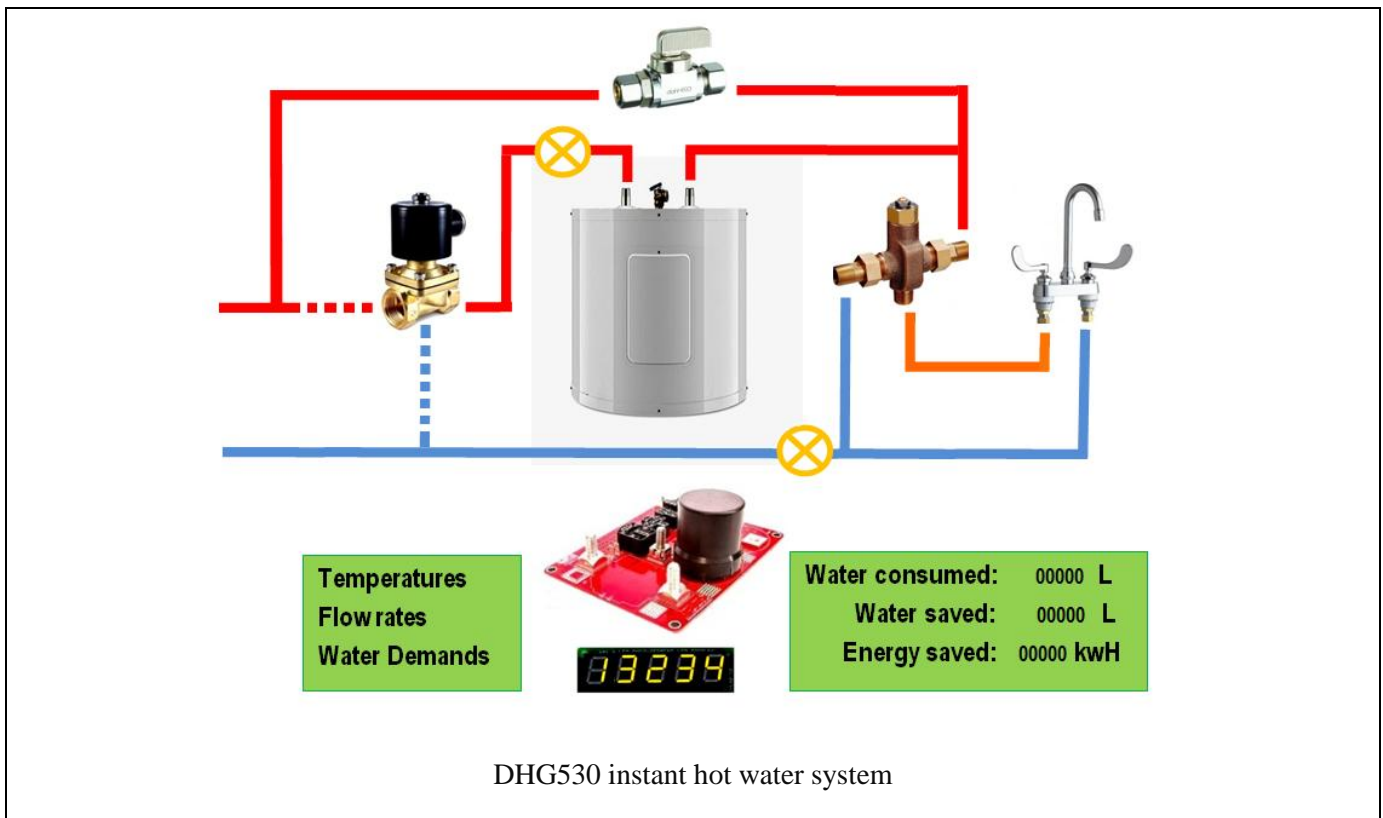 Temperatures
Flow rates
Water Demands
13234
Water consumed: 00000 L
Water saved: 00000 L
Energy saved: 00000 kwH
DHG530 instant hot water system